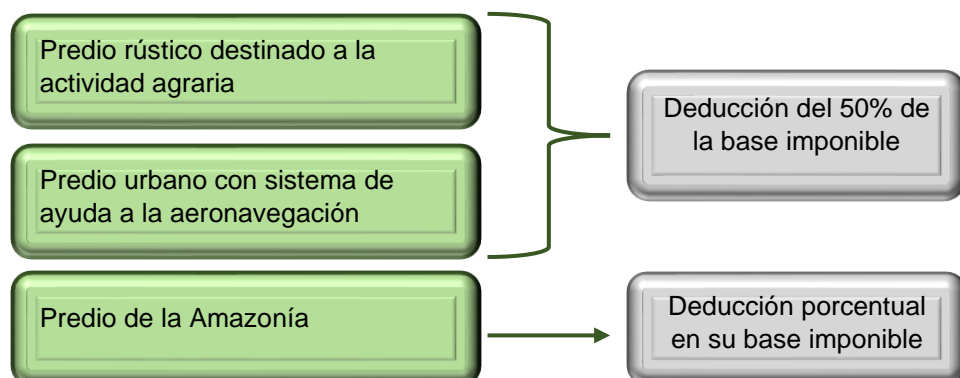 Predio rústico destinado a la
actividad agraria
Deducción del 50% de
la base imponible
Predio urbano con sistema de
ayuda a la aeronavegación
Predio de la Amazonía
Deducción porcentual
en su base imponible